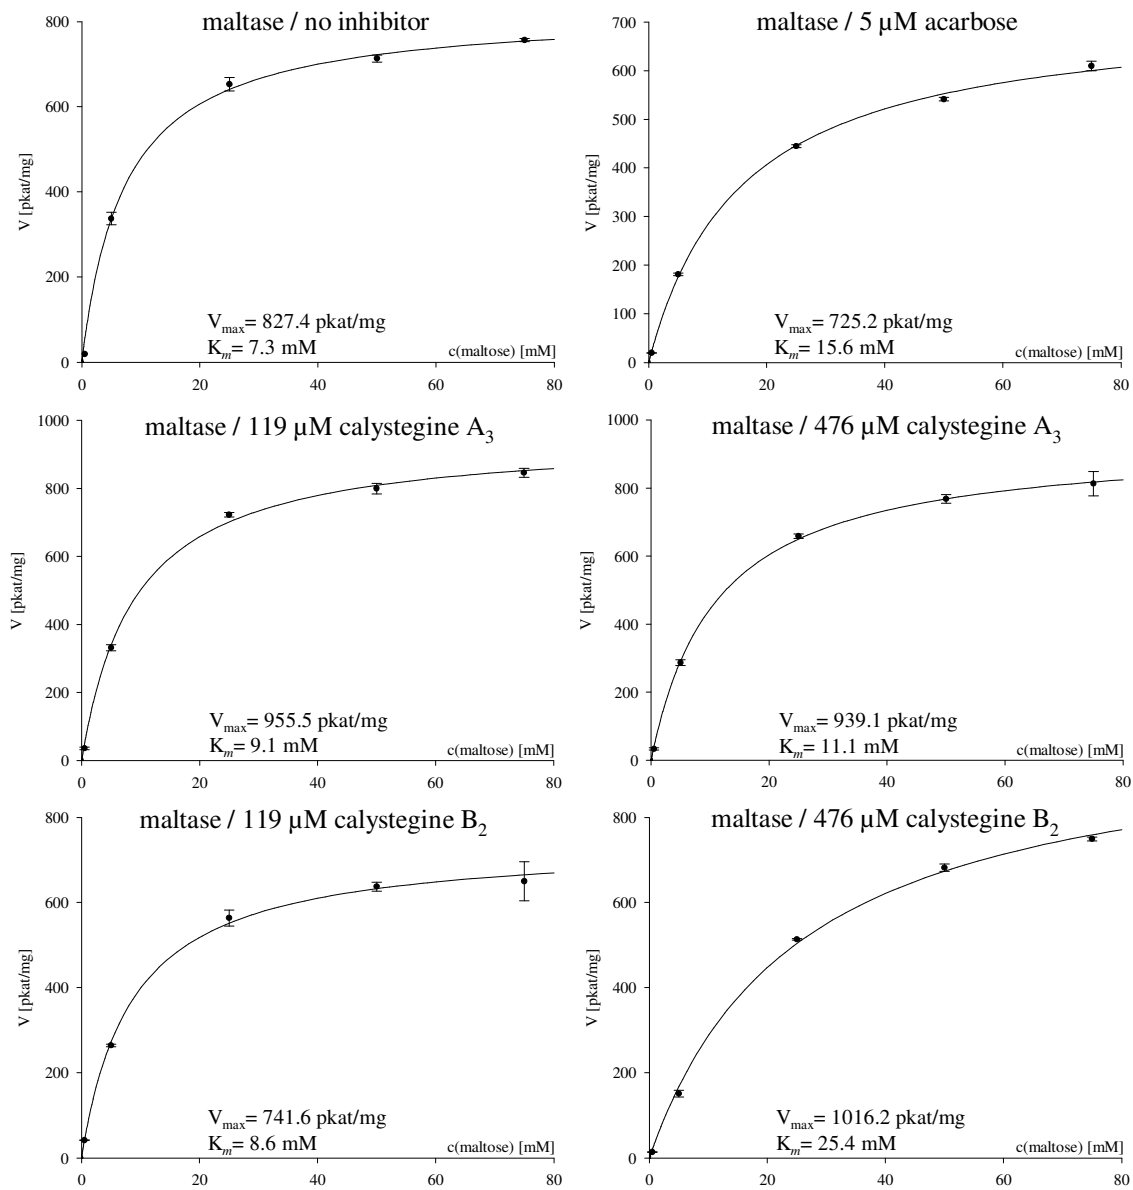 maltase / no inhibitor
800
600
400
200
0
V [pkat/mg]
Vmax= 827.4 pkat/mg
Km= 7.3 mM
c(maltose) [mM]
0 20 40 60 80
maltase / 5 µM acarbose
700
600
500
400
300
200
100
0
V [pkat/mg]
Vmax= 725.2 pkat/mg
Km= 15.6 mM
c(maltose) [mM]
0 20 40 60 80
maltase / 119 µM calystegine A3
1000
800
600
400
200
0
V [pkat/mg]
Vmax= 955.5 pkat/mg
Km= 9.1 mM
c(maltose) [mM]
0 20 40 60 80
maltase / 476 µM calystegine A3
1000
800
600
400
200
0
V [pkat/mg]
Vmax= 939.1 pkat/mg
Km= 11.1 mM
c(maltose) [mM]
0 20 40 60 80
maltase / 119 µM calystegine B2
800
600
400
200
0
V [pkat/mg]
Vmax= 741.6 pkat/mg
Km= 8.6 mM
c(maltose) [mM]
0 20 40 60 80
maltase / 476 µM calystegine B2
800
600
400
200
0
V [pkat/mg]
Vmax= 1016.2 pkat/mg
Km= 25.4 mM
c(maltose) [mM]
0 20 40 60 80